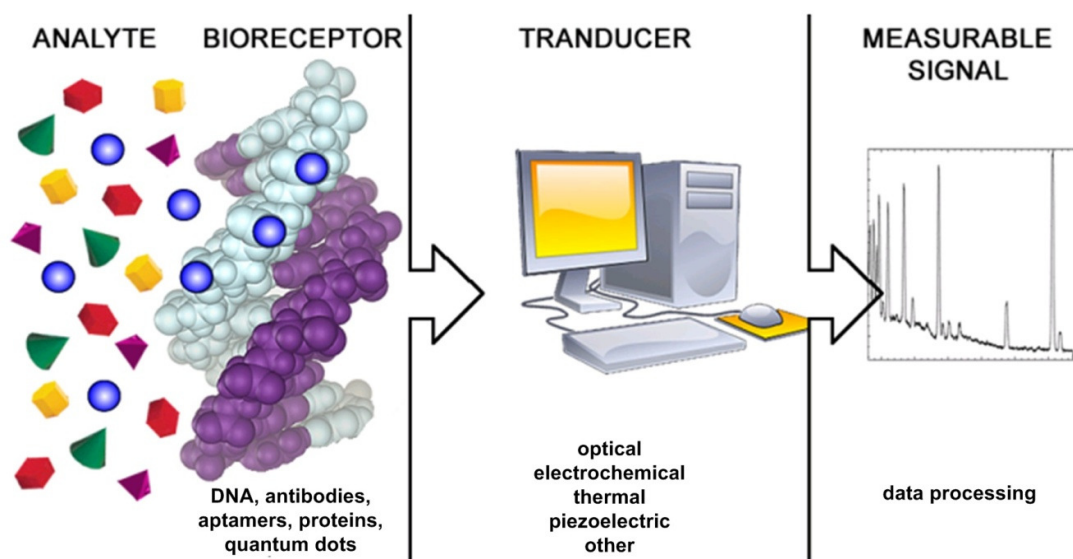 ANALYTE
BIORECEPTOR
TRANDUCER
MEASURABLE
SIGNAL
DNA, antibodies,
aptamers, proteins,
quantum dots
optical
electrochemical
thermal
piezoelectric
other
data processing